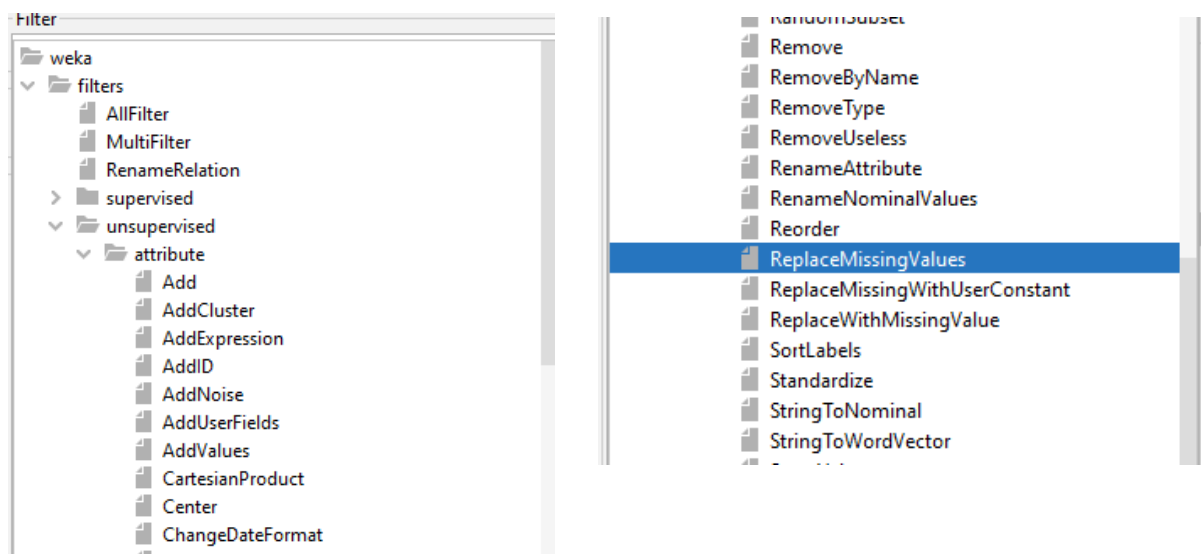 Filter
weka
filters
AllFilter
MultiFilter
RenameRelation
supervised
unsupervised
attribute
Add
AddCluster
AddExpression
AddID
AddNoise
AddUserFields
AddValues
CartesianProduct
Center
ChangeDateFormat
RandomSubset
Remove
RemoveByName
RemoveType
RemoveUseless
RenameAttribute
RenameNominalValues
Reorder
ReplaceMissingValues
ReplaceMissingWithUserConstant
ReplaceWithMissingValue
SortLabels
Standardize
StringToNominal
StringToWordVector